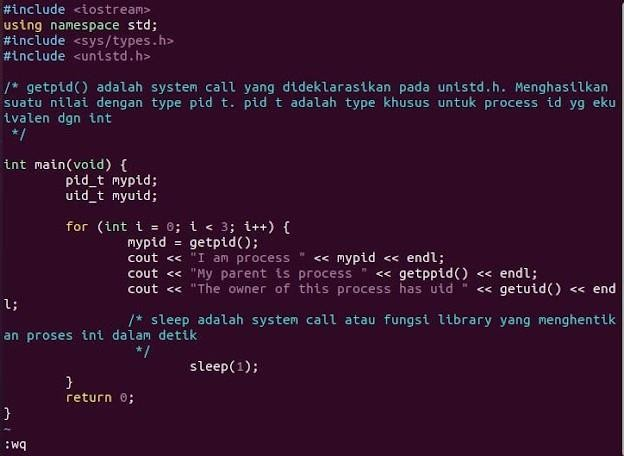 #include <iostream>
using namespace std;
#include <sys/types.h>
#include <unistd.h>

/* getpid() adalah system call yang dideklarasikan pada unistd.h. Menghasilkan
suatu nilai dengan type pid t. pid t adalah type khusus untuk process id yg eku
ivalen dgn int
 */

int main(void) {
        pid_t mypid;
        uid_t myuid;

        for (int i = 0; i < 3; i++) {
                mypid = getpid();
                cout << "I am process " << mypid << endl;
                cout << "My parent is process " << getppid() << endl;
                cout << "The owner of this process has uid " << getuid() << end
l;
                /* sleep adalah system call atau fungsi library yang menghentik
an proses ini dalam detik
                 */
                        sleep(1);
        }
        return 0;
}
~
:wq